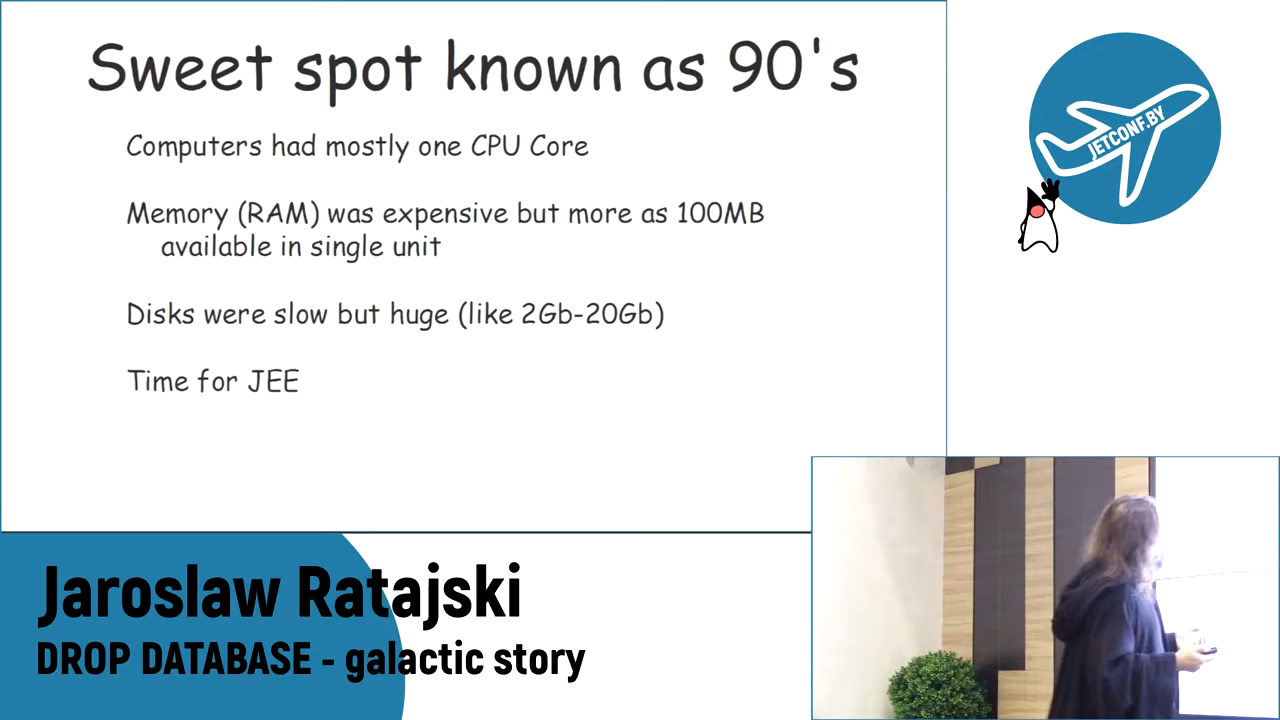 Sweet spot known as 90's
Computers had mostly one CPU Core
Memory (RAM) was expensive but more as 100MB
available in single unit
Disks were slow but huge (like 2Gb-20Gb)
Time for JEE
JETCONF.BY
Jaroslaw Ratajski
DROP DATABASE - galactic story